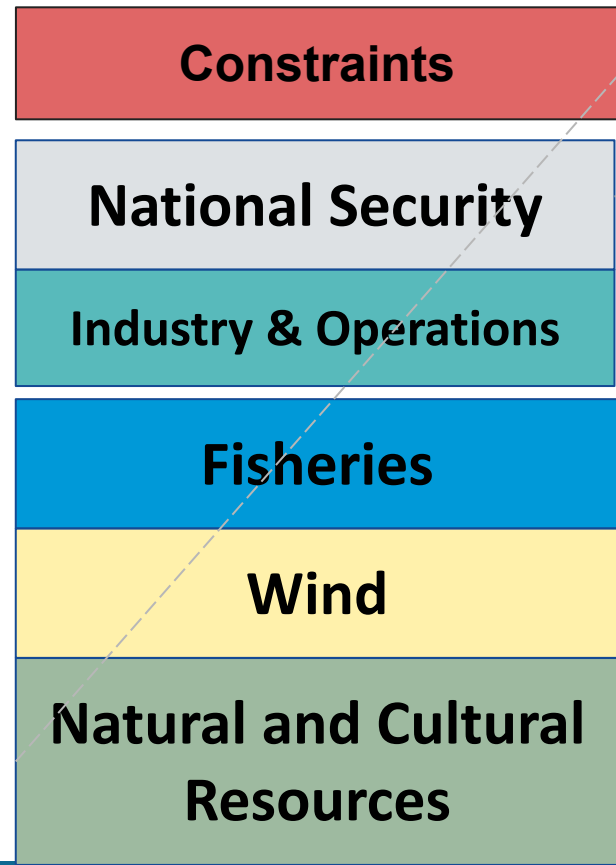 Constraints
National Security
Industry & Operations
Fisheries
Wind
Natural and Cultural
Resources